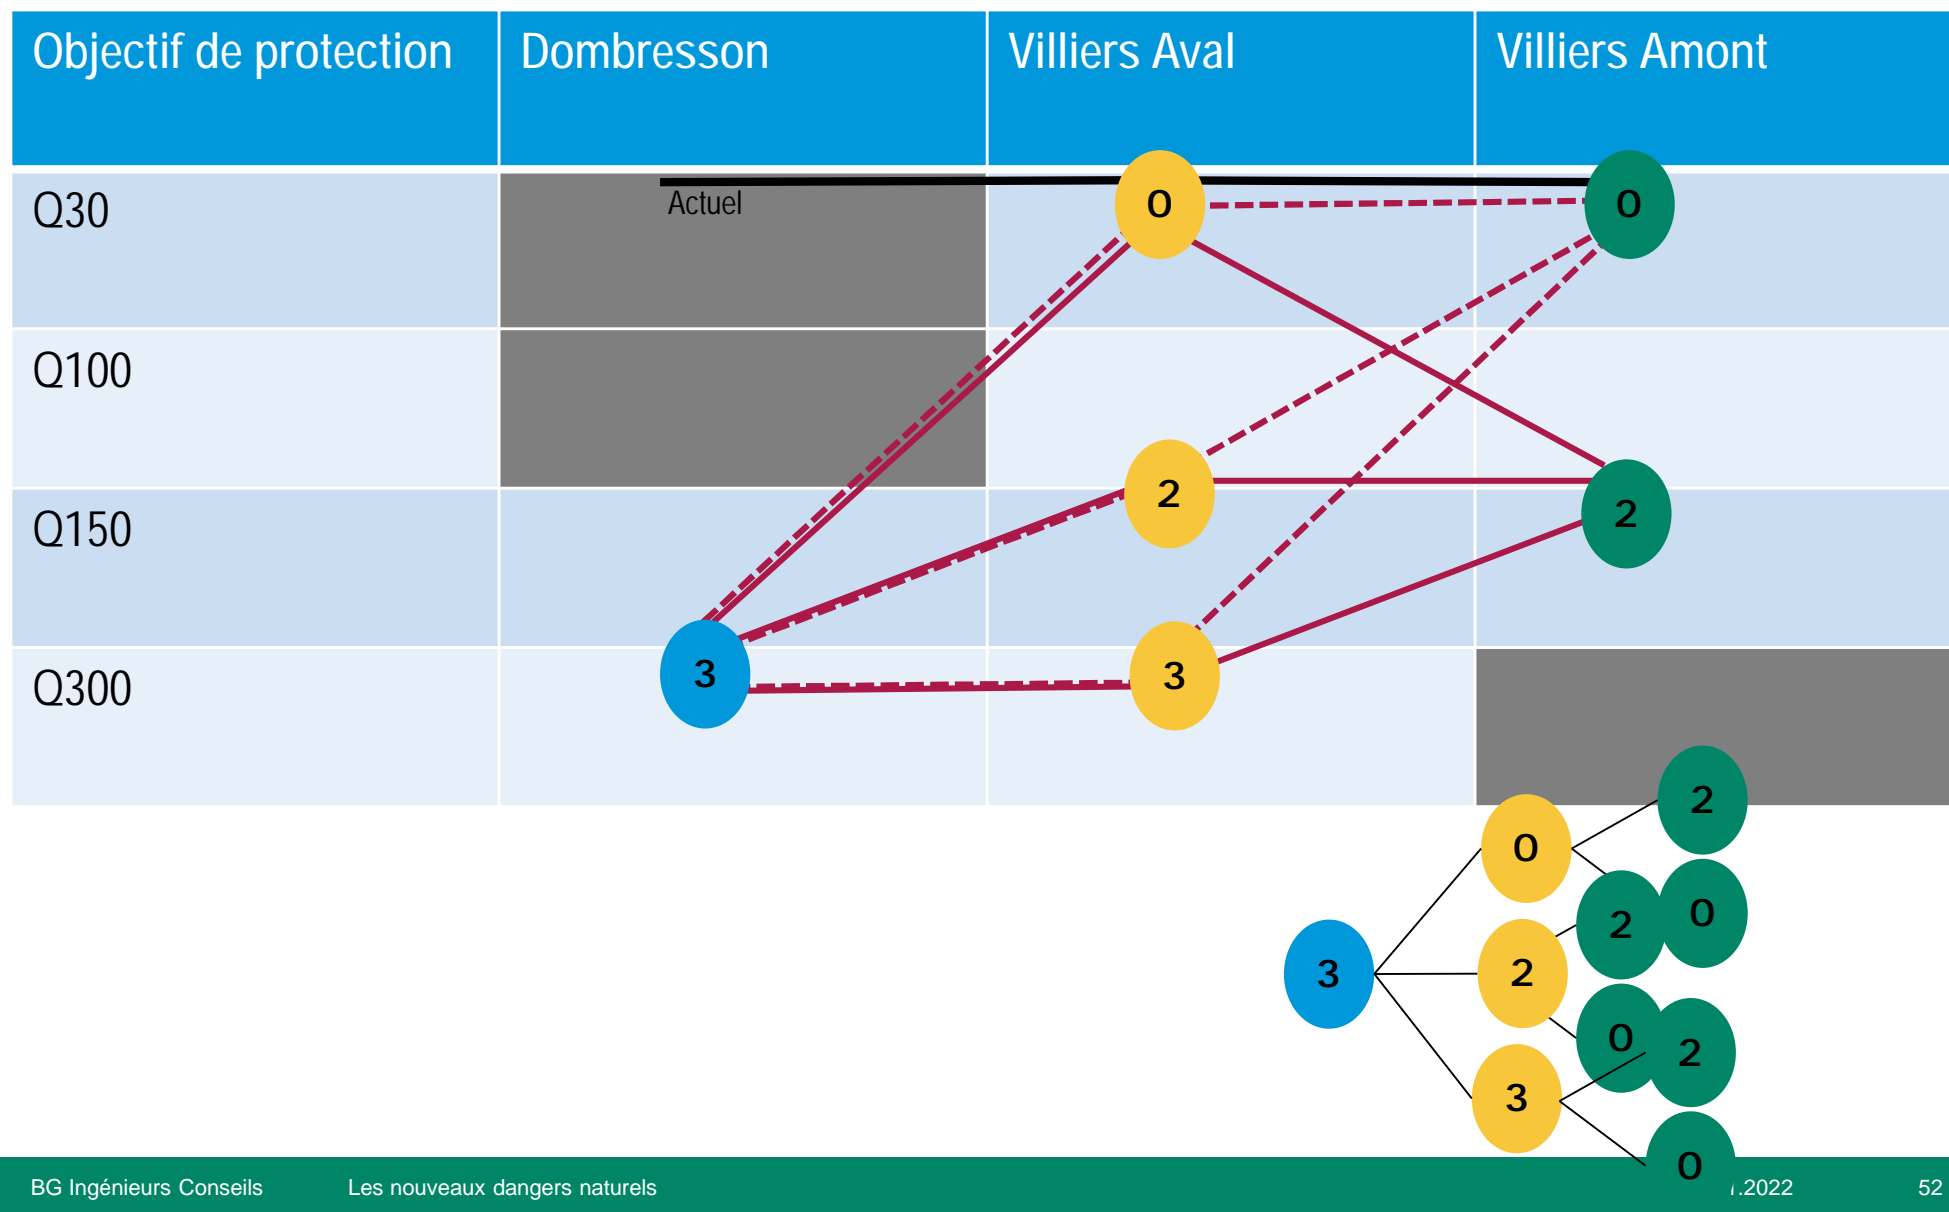 Objectif de protection Dombresson Villiers Aval Villiers Amont
Q30 Actuel 0 0
Q100
2
Q150 2
Q300 3 3
2
0
2 0
3 2
0 2
3
0
BG Ingénieurs Conseils Les nouveaux dangers naturels .2022 52